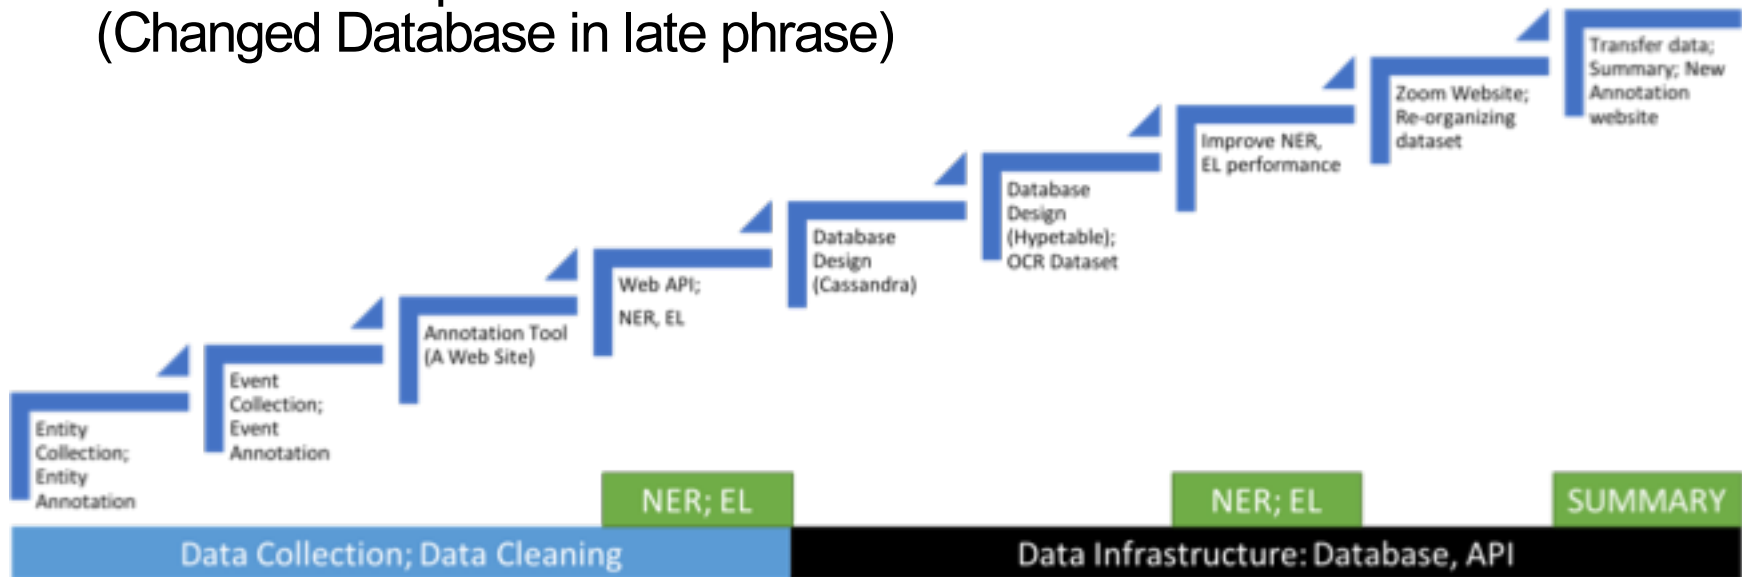 (Changed Database in late phrase)
Entity
Collection;
Entity
Annotation
Event
Collection;
Event
Annotation
Annotation Tool
(A Web Site)
Web API;
NER, EL
Database
Design
(Cassandra)
Database
Design
(Hypetable);
OCR Dataset
Improve NER,
EL performance
Zoom Website;
Re-organizing
dataset
Transfer data;
Summary; New
Annotation
website
NER; EL
NER; EL
SUMMARY
Data Collection; Data Cleaning
Data Infrastructure: Database, API